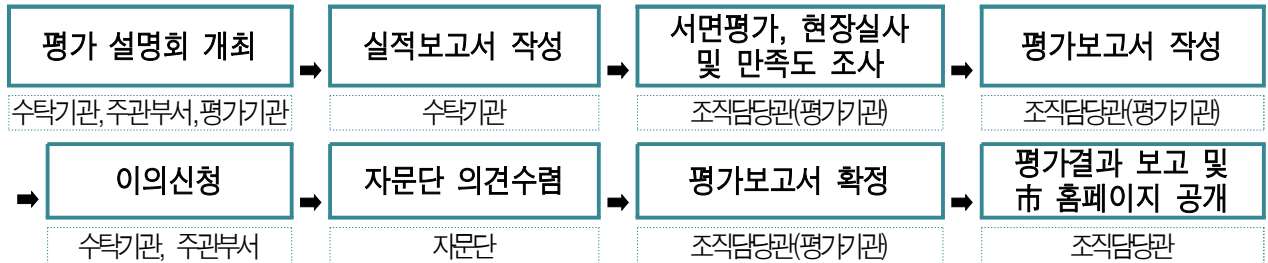 평가 설명회 개최
➡
실적보고서 작성
➡
서면평가, 현장실사
및 만족도 조사
➡
평가보고서 작성
수탁기관, 주관부서, 평가기관
수탁기관
조직담당관(평가기관)
조직담당관(평가기관)
➡
이의신청
➡
자문단 의견수렴
➡
평가보고서 확정
➡
평가결과 보고 및
市 홈페이지 공개
수탁기관, 주관부서
자문단
조직담당관(평가기관)
조직담당관